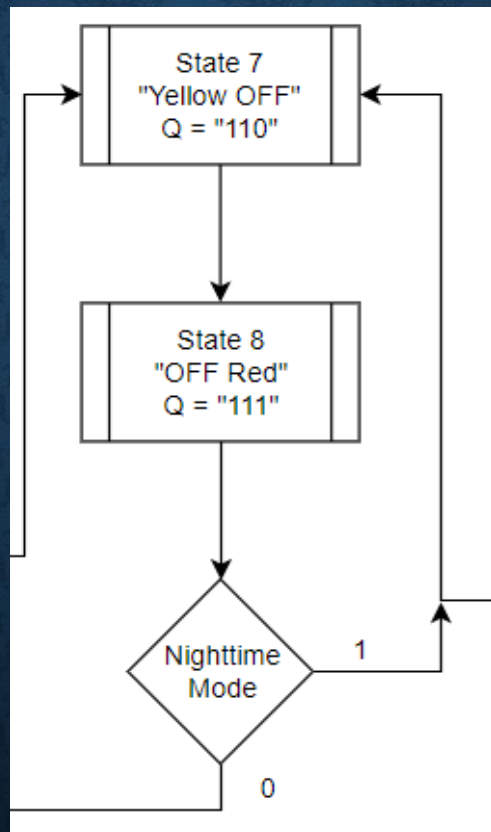 State 7
"Yellow OFF"
Q = "110"
State 8
"OFF Red"
Q = "111"
Nighttime
Mode
1
0